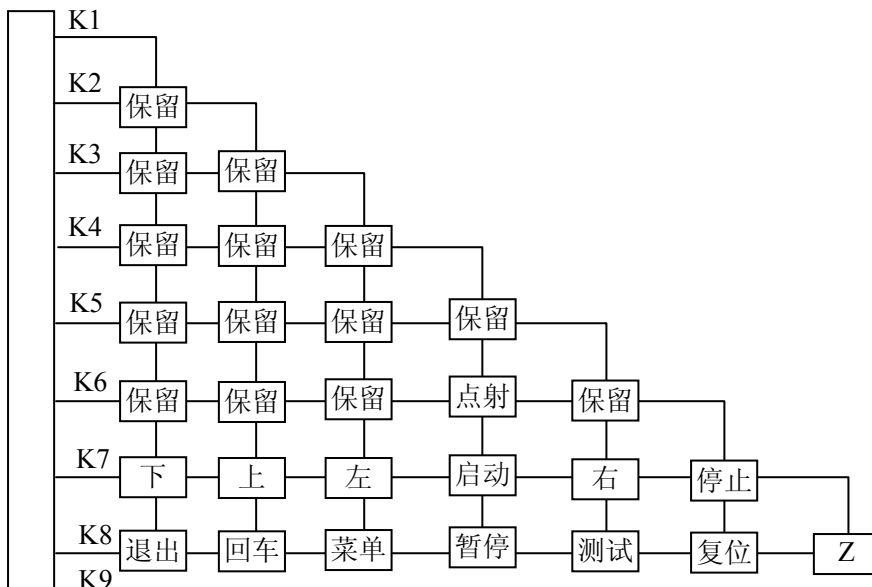 K1
K2
保留
K3
保留 保留
K4
保留 保留 保留
K5
保留 保留 保留 保留
K6
保留 保留 保留 点射 保留
K7
下 上 左 启动 右 停止
K8
退出 回车 菜单 暂停 测试 复位 Z
K9